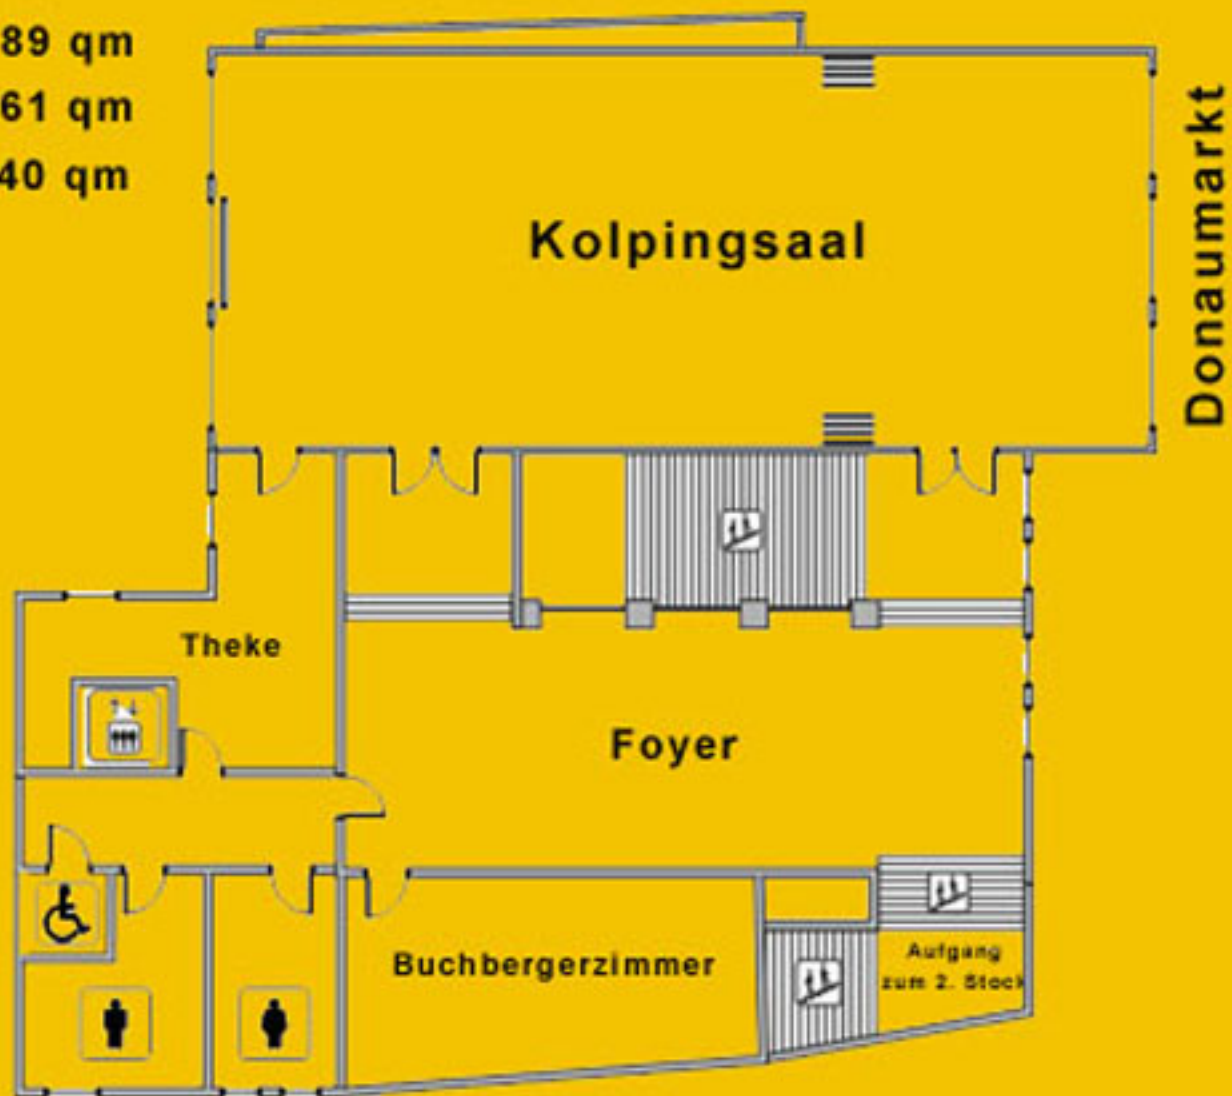 89 qm
61 qm
40 qm
Kolpingsaal
Donaumarkt
Theke
Foyer
Buchbergerzimmer
Aufgang
zum 2. Stock